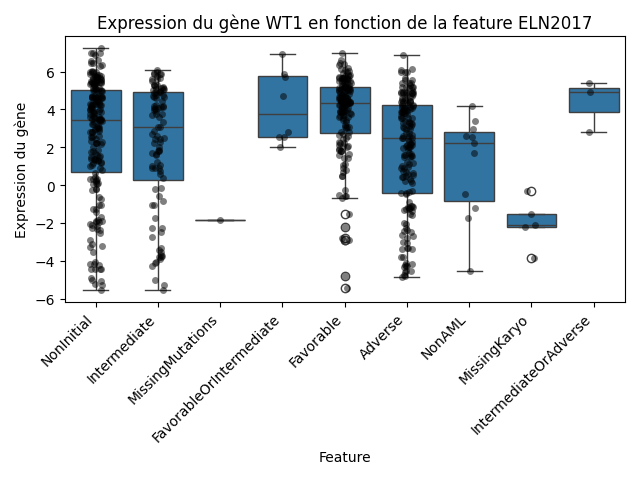 Expression du gène WT1 en fonction de la feature ELN2017
Expression du gène
6
4
2
0
−2
−4
−6
NonInitial
Intermediate
MissingMutations
FavorableOrIntermediate
Favorable
Adverse
NonAML
MissingKaryo
IntermediateOrAdverse
Feature